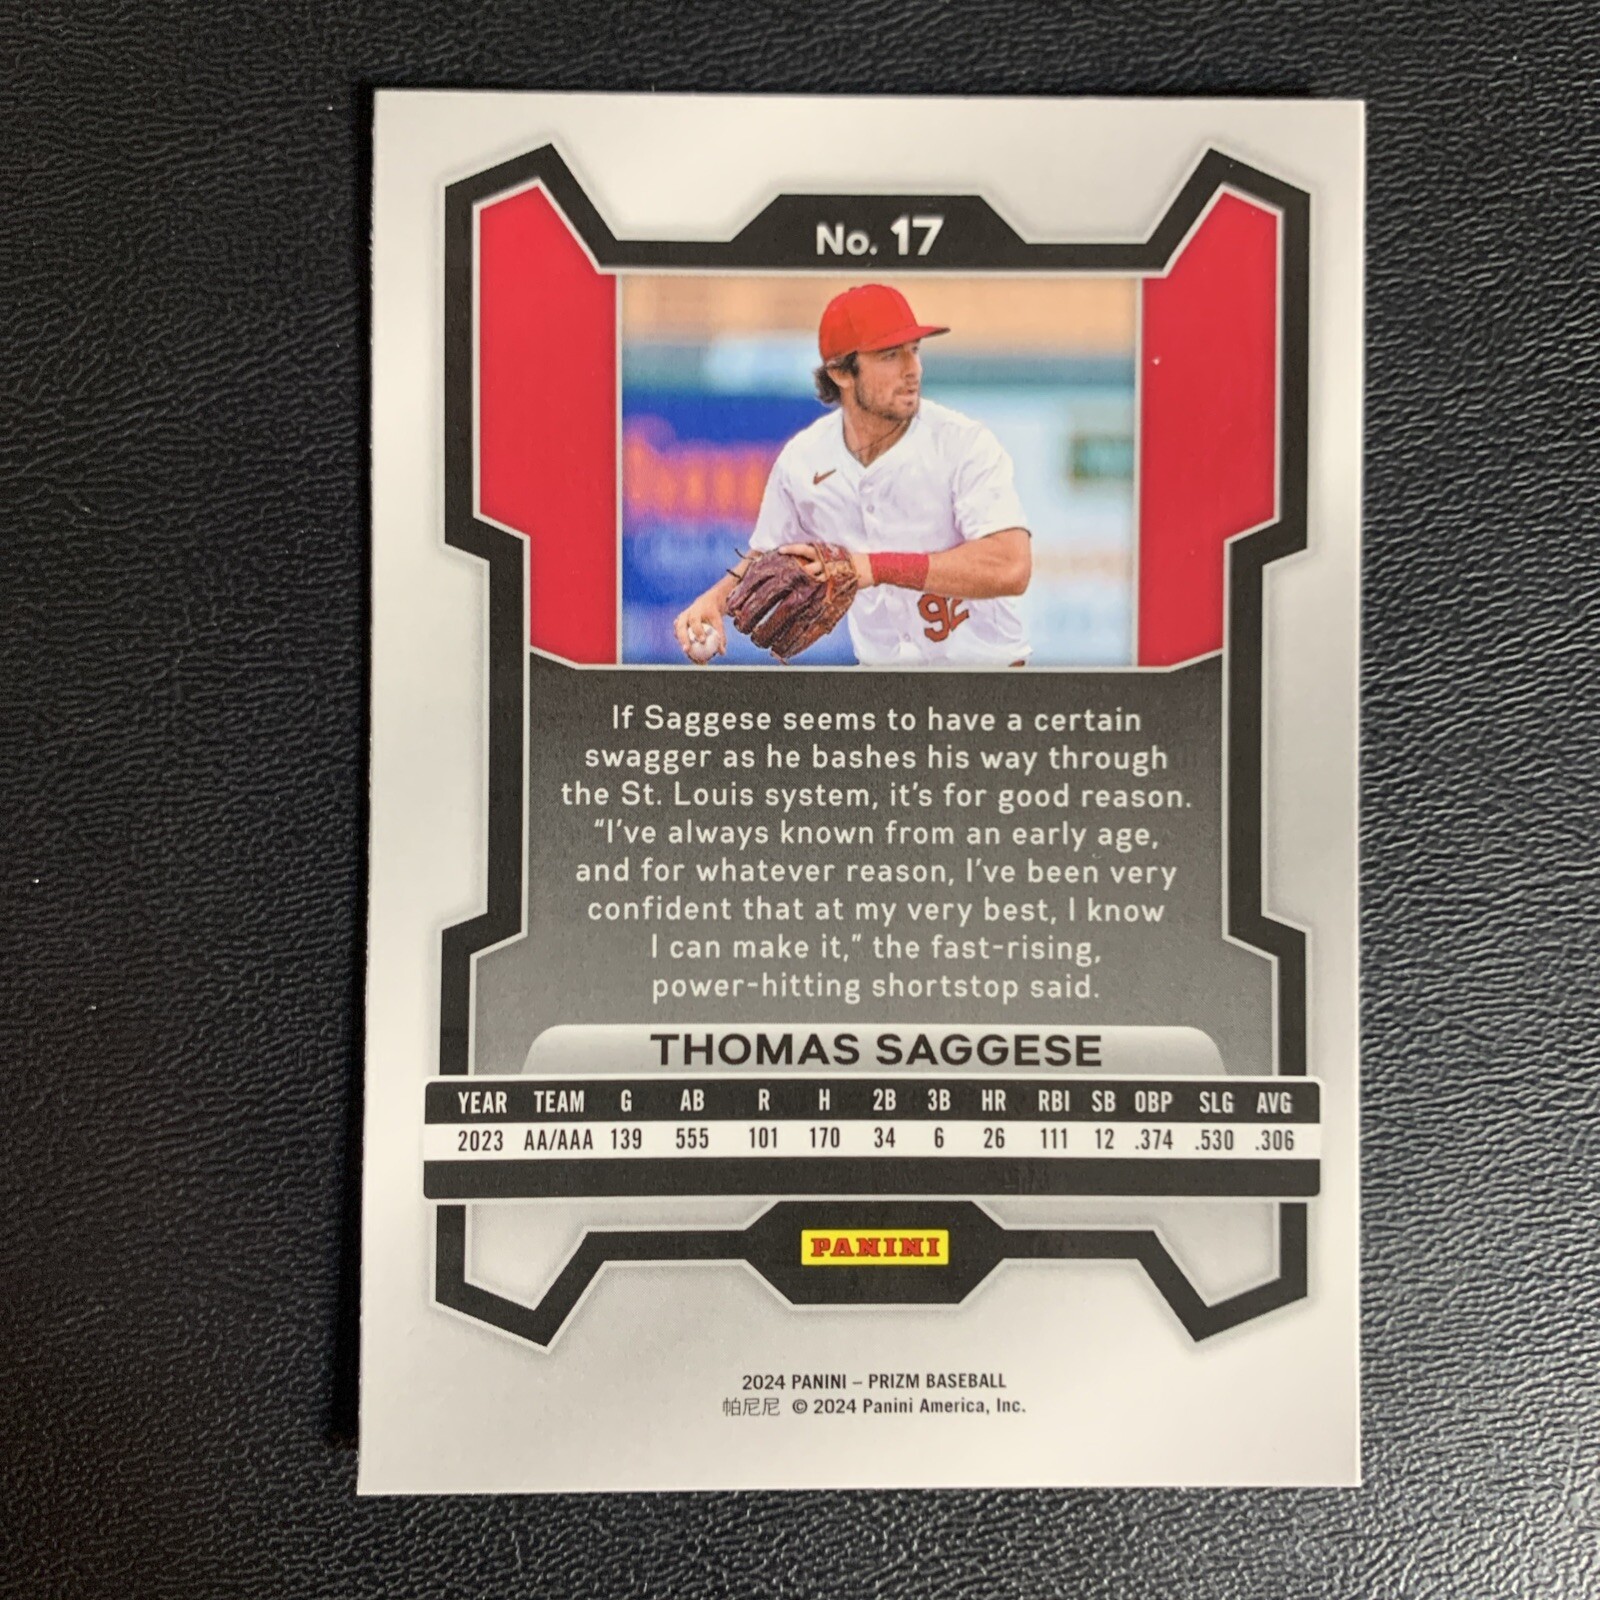 No. 17
92
If Saggese seems to have a certain
swagger as he bashes his way through
the St. Louis system, it's for good reason.
"I've always known from an early age,
and for whatever reason, I've been very
confident that at my very best, I know
I can make it," the fast-rising,
power-hitting shortstop said.
THOMAS SAGGESE
YEAR TEAM G AB R H 2B 3B HR RBI SB OBP SLG AVG
2023 AA/AAA 139 555 101 170 34 6 26 111 12 .374 .530 .306
PANINI
2024 PANINI – PRIZM BASEBALL
帕尼尼 © 2024 Panini America, Inc.